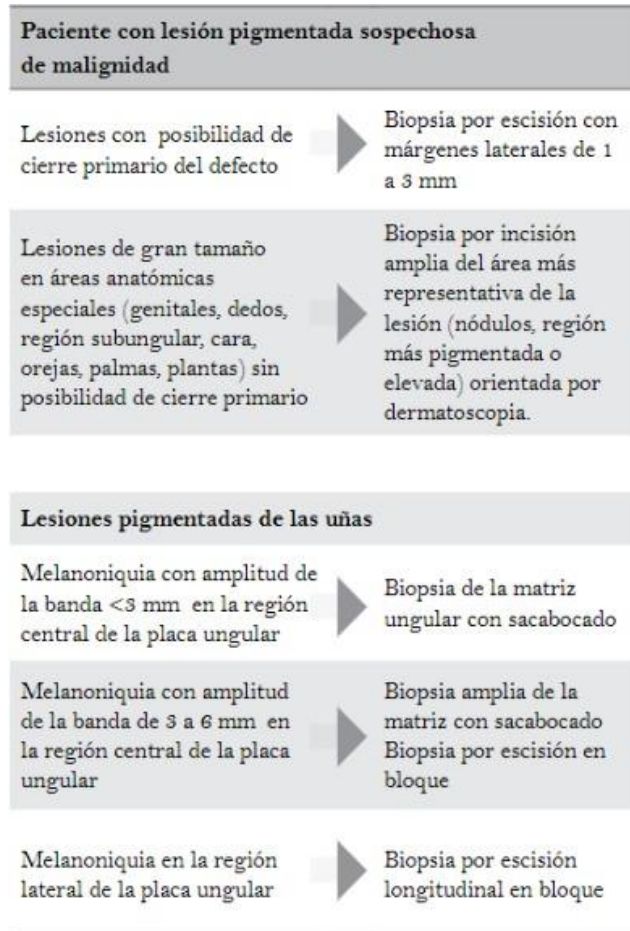 Paciente con lesión pigmentada sospechosa
de malignidad
Lesiones con posibilidad de
cierre primario del defecto
Biopsia por escisión con
márgenes laterales de 1
a 3 mm
Lesiones de gran tamaño
en áreas anatómicas
especiales (genitales, dedos,
región subungular, cara,
orejas, palmas, plantas) sin
posibilidad de cierre primario
Biopsia por incisión
amplia del área más
representativa de la
lesión (nódulos, región
más pigmentada o
elevada) orientada por
dermatoscopia.
Lesiones pigmentadas de las uñas
Melanoniquia con amplitud de
la banda <3 mm en la región
central de la placa ungular
Biopsia de la matriz
ungular con sacabocado
Melanoniquia con amplitud
de la banda de 3 a 6 mm en
la región central de la placa
ungular
Biopsia amplia de la
matriz con sacabocado
Biopsia por escisión en
bloque
Melanoniquia en la región
lateral de la placa ungular
Biopsia por escisión
longitudinal en bloque